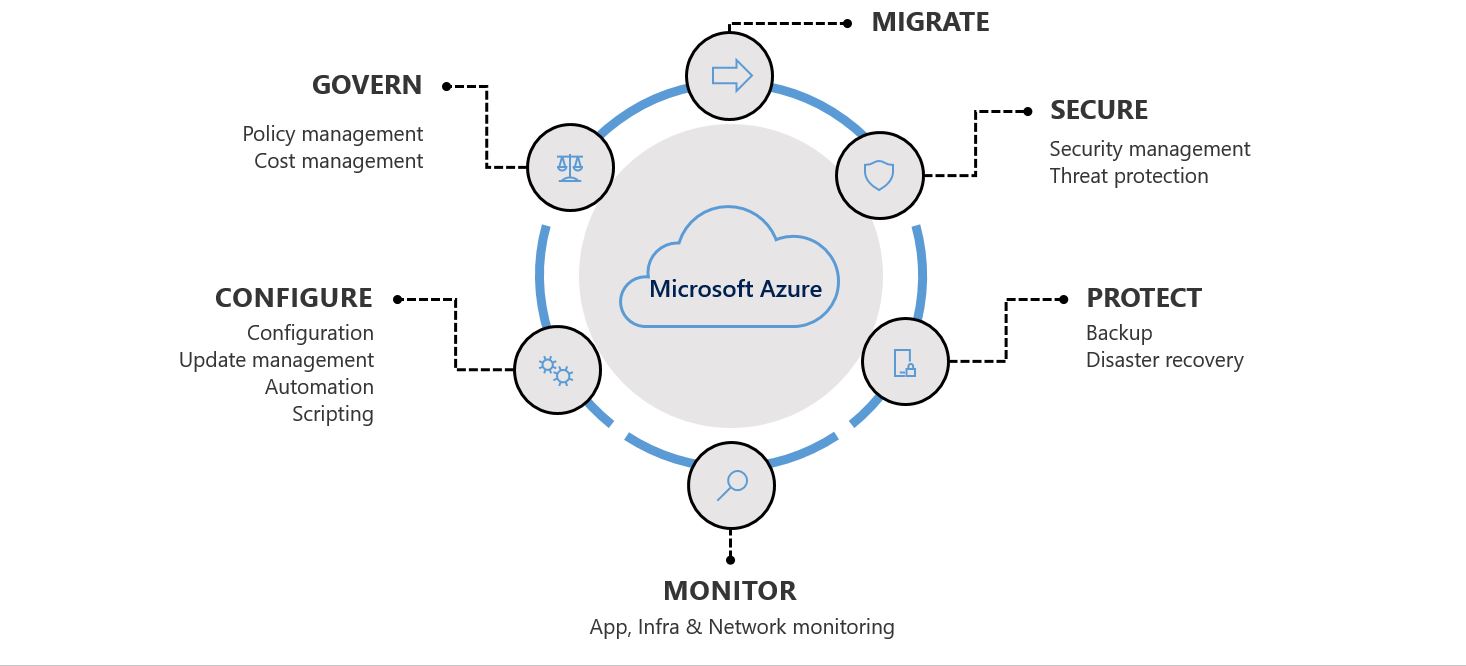 MIGRATE
GOVERN
Policy management
Cost management
SECURE
Security management
Threat protection
Microsoft Azure
CONFIGURE
Configuration
Update management
Automation
Scripting
PROTECT
Backup
Disaster recovery
MONITOR
App, Infra & Network monitoring